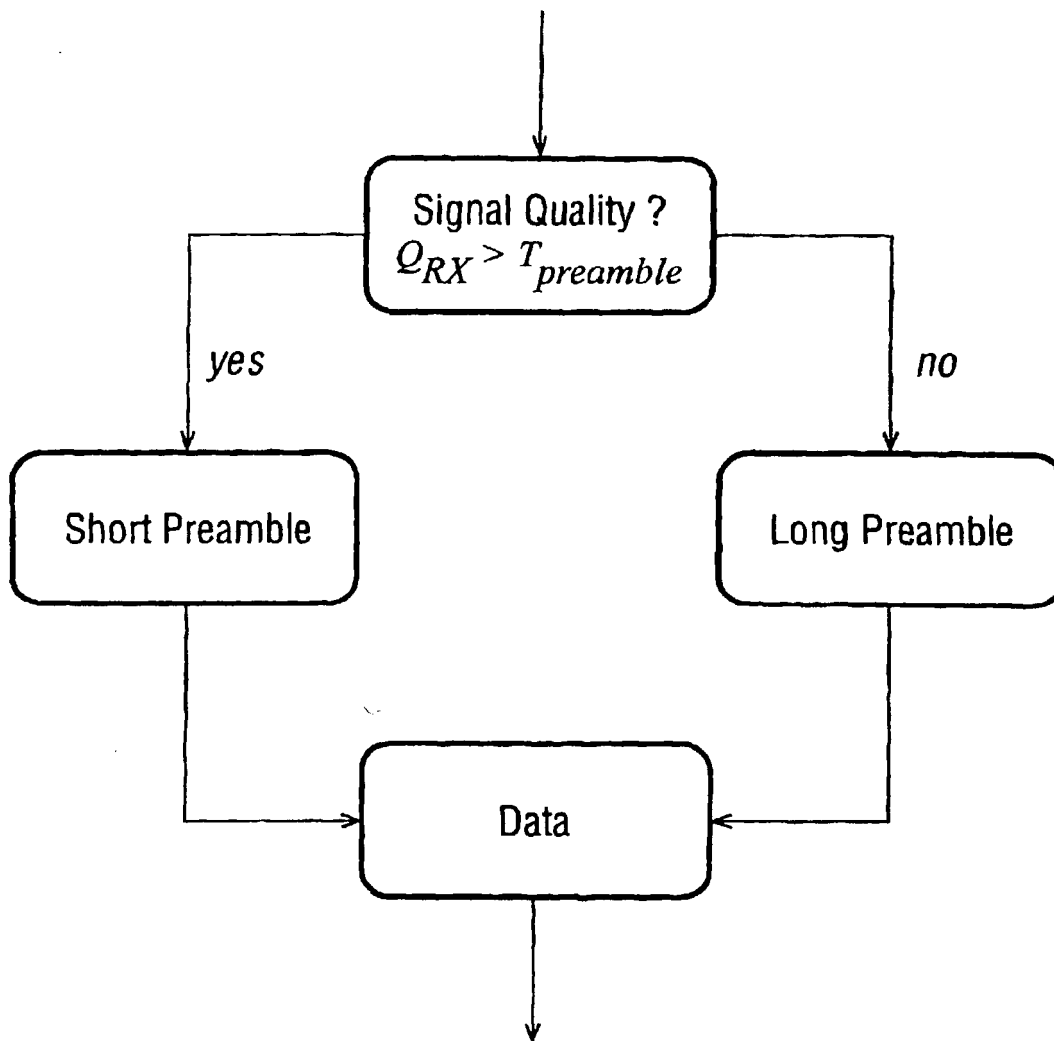 Signal Quality ?
Q_RX > T_preamble
yes
no
Short Preamble
Long Preamble
Data